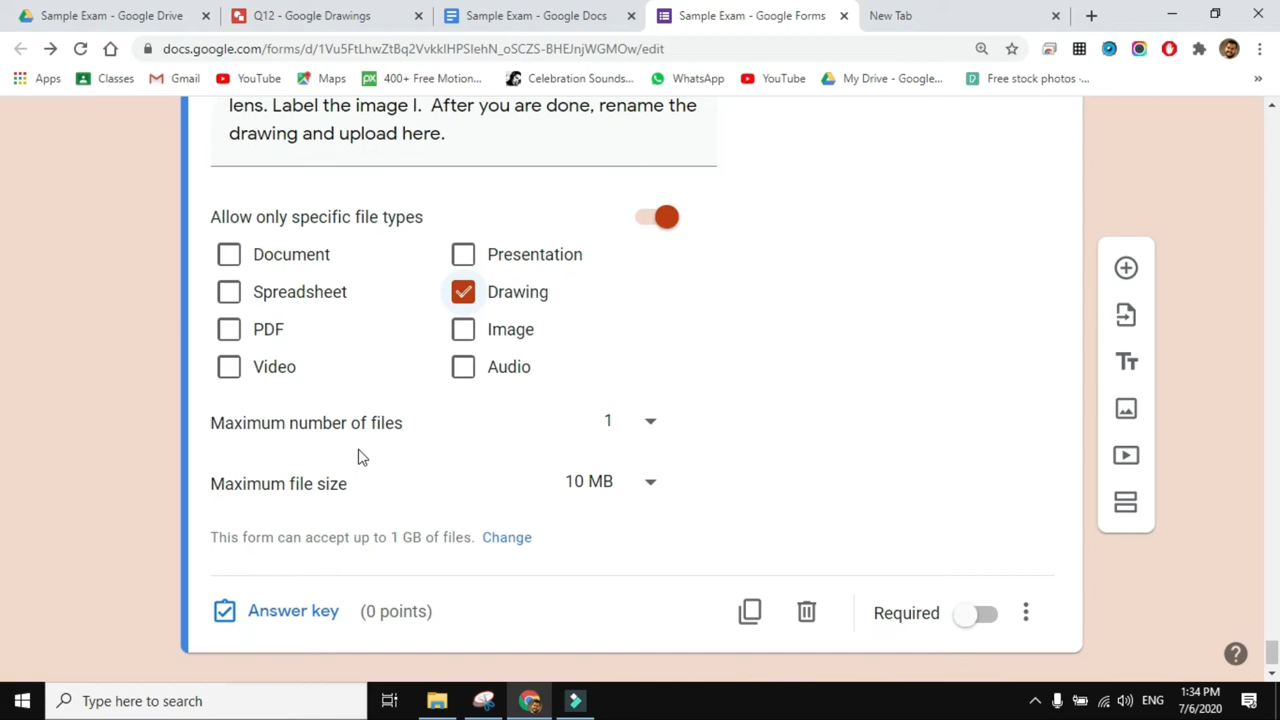 Sample Exam - Google Drive
Q12 - Google Drawings
Sample Exam - Google Docs
Sample Exam - Google Forms
New Tab
docs.google.com/forms/d/1Vu5FtLhwZtBq2VvkklHPSlehN_oSCZS-BHEJnjWGMOw/edit
Apps
Classes
Gmail
YouTube
Maps
400+ Free Motion...
Celebration Sounds...
WhatsApp
YouTube
My Drive - Google...
Free stock photos ·...
lens. Label the image I.  After you are done, rename the
drawing and upload here.
Allow only specific file types
Document
Presentation
Spreadsheet
Drawing
PDF
Image
Video
Audio
Maximum number of files
1
Maximum file size
10 MB
This form can accept up to 1 GB of files. Change
Answer key (0 points)
Required
Type here to search
ENG
1:34 PM
7/6/2020